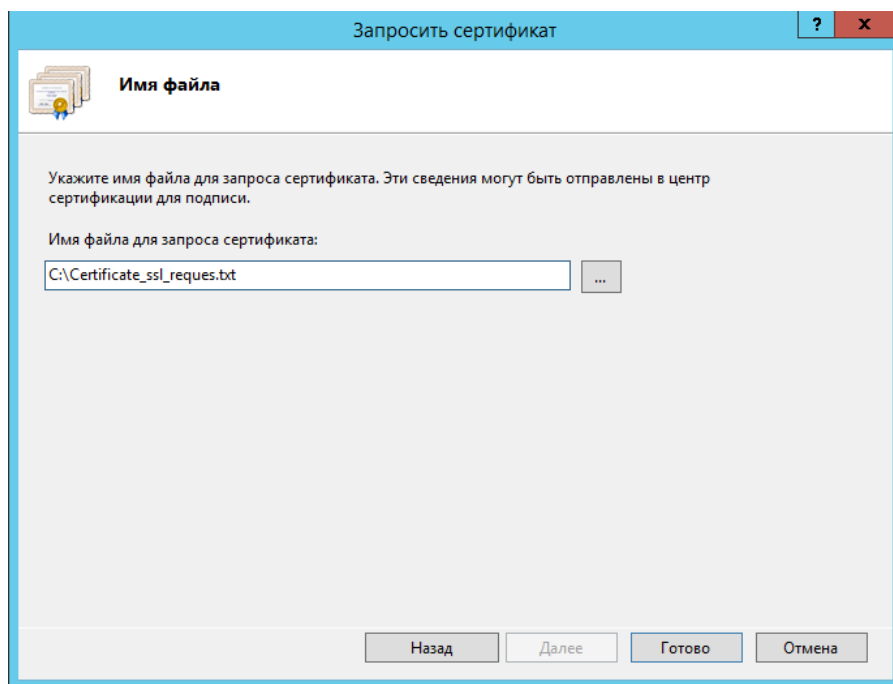 Запросить сертификат
?
x
Имя файла
Укажите имя файла для запроса сертификата. Эти сведения могут быть отправлены в центр
сертификации для подписи.
Имя файла для запроса сертификата:
C:\Certificate_ssl_reques.txt
...
Назад
Далее
Готово
Отмена